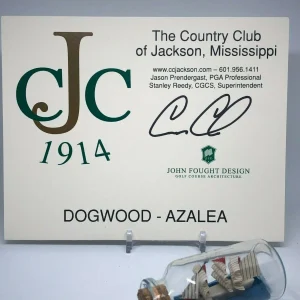 CJC
1914
The Country Club
of Jackson, Mississippi
www.ccjackson.com – 601.956.1411
Jason Prendergast, PGA Professional
Stanley Reedy, CGCS, Superintendent
JOHN FOUGHT DESIGN
GOLF COURSE ARCHITECTURE
DOGWOOD - AZALEA